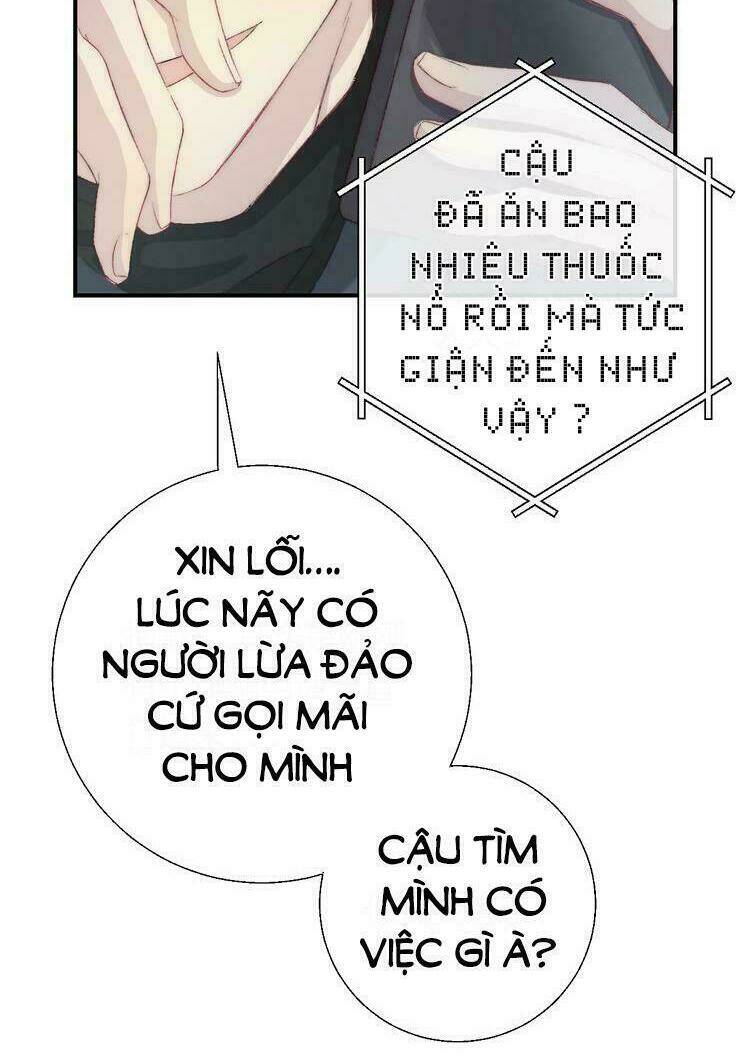 CẬU
ĐÃ ĂN BAO
NHIÊU THUỐC
NỔ RỒI MÀ TỨC
GIẬN ĐẾN NHƯ
VẬY ?
XIN LỖI....
LÚC NÃY CÓ
NGƯỜI LỪA ĐẢO
CỨ GỌI MÃI
CHO MÌNH
CẬU TÌM
MÌNH CÓ
VIỆC GÌ À?